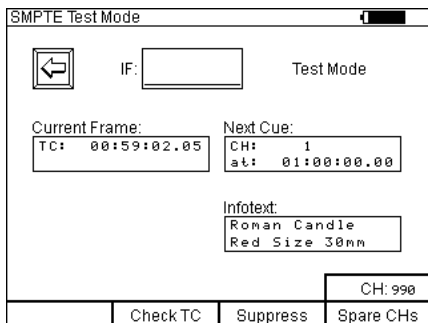 SMPTE Test Mode
IF: Test Mode
Current Frame:
TC: 00:59:02.05
Next Cue:
CH: 1
at: 01:00:00.00
Infotext:
Roman Candle
Red Size 30mm
CH: 990
Check TC Suppress Spare CHs